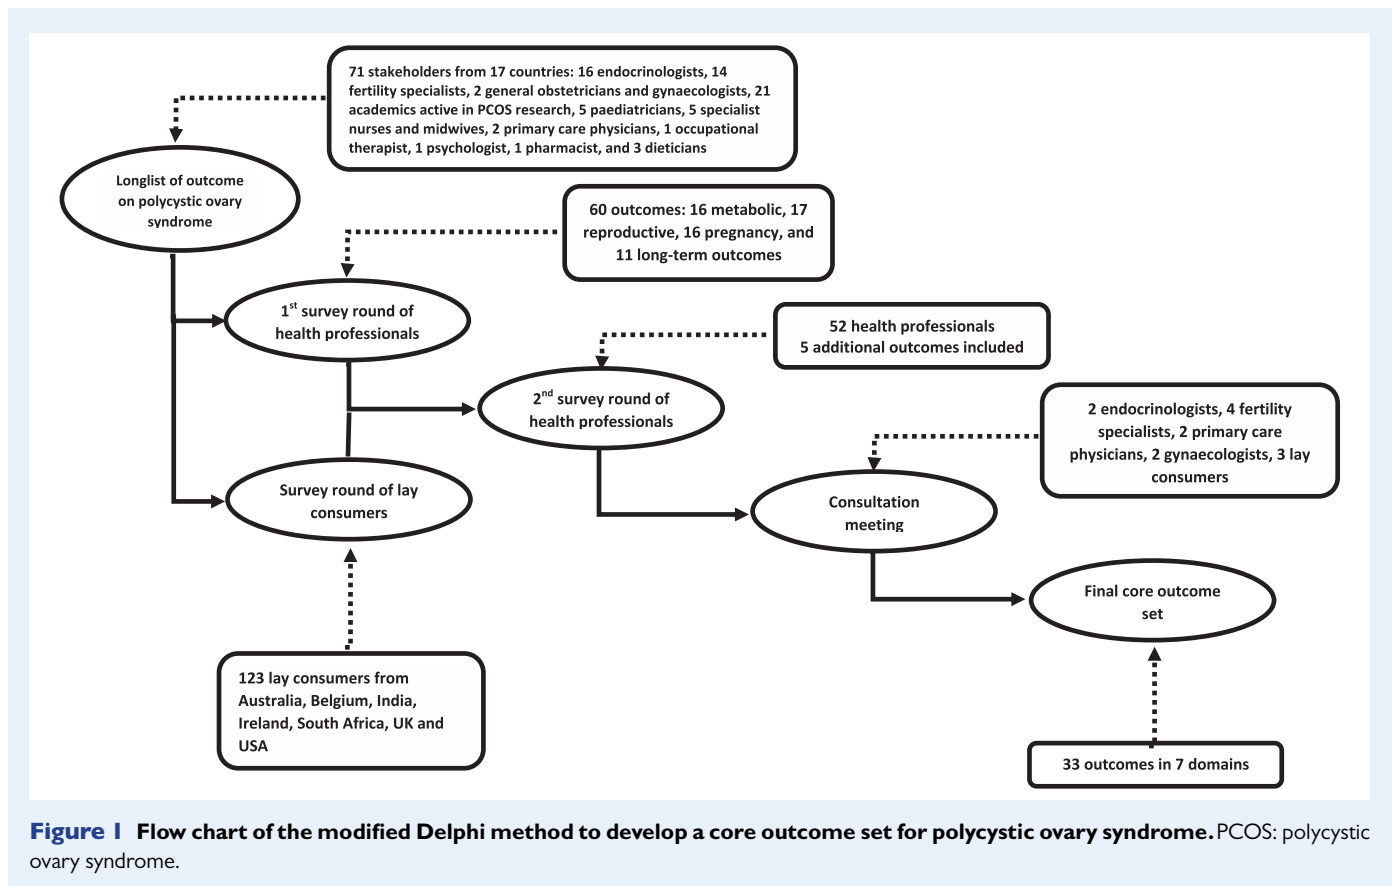 71 stakeholders from 17 countries: 16 endocrinologists, 14
fertility specialists, 2 general obstetricians and gynaecologists, 21
academics active in PCOS research, 5 paediatricians, 5 specialist
nurses and midwives, 2 primary care physicians, 1 occupational
therapist, 1 psychologist, 1 pharmacist, and 3 dieticians
Longlist of outcome
on polycystic ovary
syndrome
60 outcomes: 16 metabolic, 17
reproductive, 16 pregnancy, and
11 long-term outcomes
1st survey round of
health professionals
52 health professionals
5 additional outcomes included
2nd survey round of
health professionals
2 endocrinologists, 4 fertility
specialists, 2 primary care
physicians, 2 gynaecologists, 3 lay
consumers
Survey round of lay
consumers
Consultation
meeting
Final core outcome
set
123 lay consumers from
Australia, Belgium, India,
Ireland, South Africa, UK and
USA
33 outcomes in 7 domains
Figure 1 Flow chart of the modified Delphi method to develop a core outcome set for polycystic ovary syndrome. PCOS: polycystic
ovary syndrome.